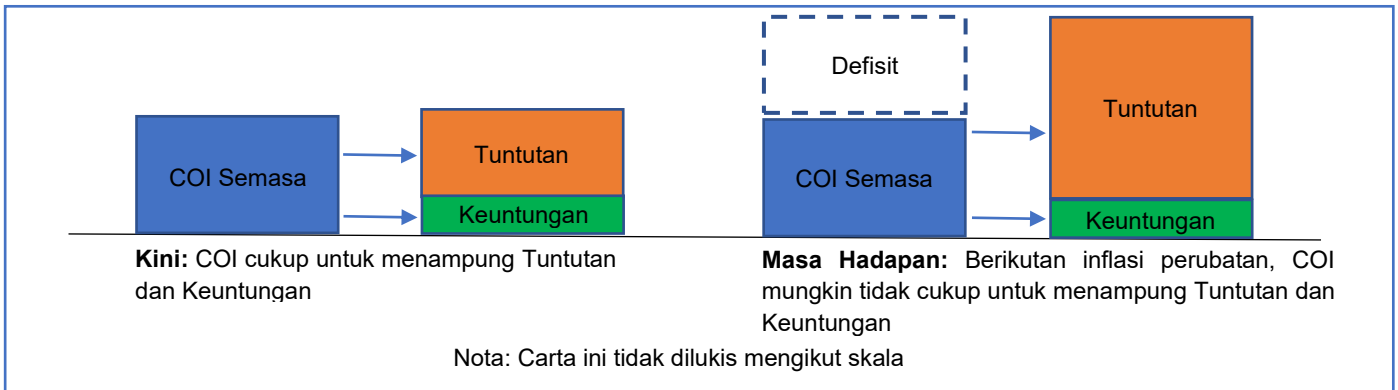 COI Semasa
Tuntutan
Keuntungan
Kini: COI cukup untuk menampung Tuntutan
dan Keuntungan
Defisit
COI Semasa
Tuntutan
Keuntungan
Masa Hadapan: Berikutan inflasi perubatan, COI
mungkin tidak cukup untuk menampung Tuntutan dan
Keuntungan
Nota: Carta ini tidak dilukis mengikut skala